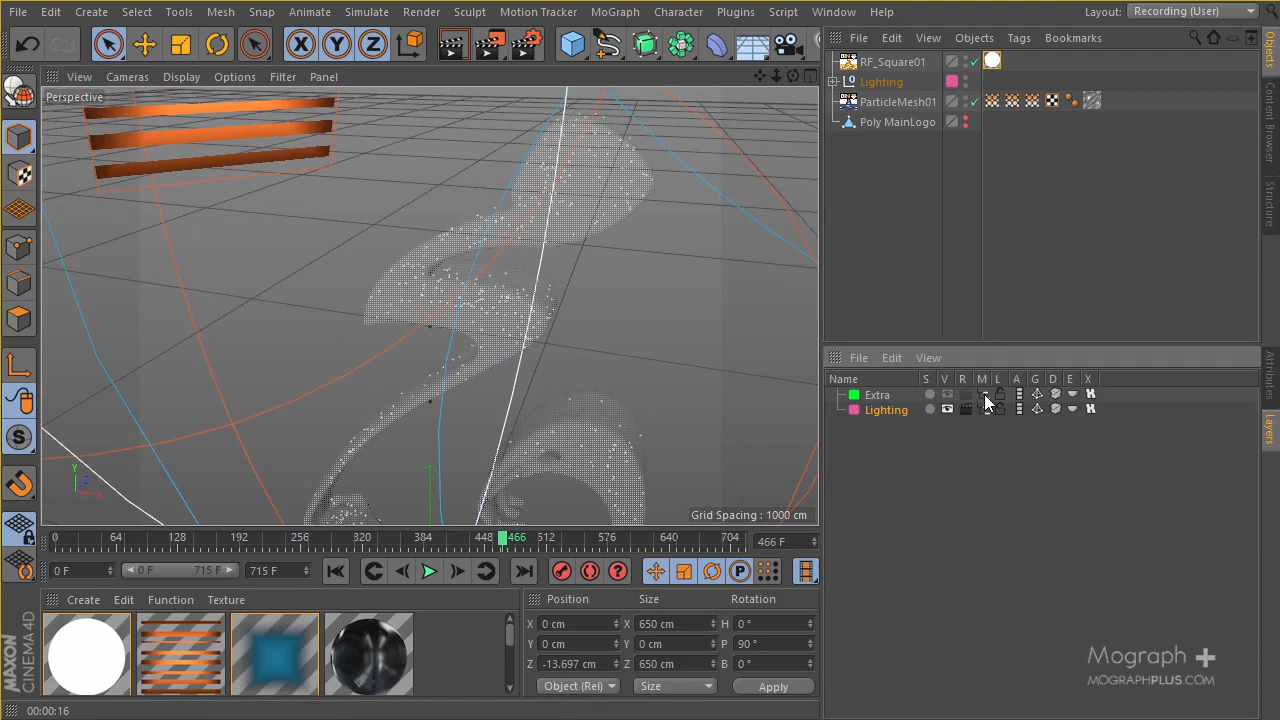 File Edit Create Select Tools Mesh Snap Animate Simulate Render Sculpt Motion Tracker MoGraph Character Plugins Script Window Help Layout: Recording (User)
X Y Z
File Edit View Objects Tags Bookmarks
View Cameras Display Options Filter Panel
Perspective
RF_Square01
Lighting
ParticleMesh01
Poly MainLogo
Objects
Content Browser
Structure
Attributes
Layers
File Edit View
Name S V R M L A G D E X
Extra
Lighting
Y
Z
X
Grid Spacing : 1000 cm
0 64 128 192 256 320 384 448 466 512 576 640 704 466 F
0 F 0 F 715 F 715 F
Create Edit Function Texture
Position Size Rotation
X 0 cm X 650 cm H 0 °
Y 0 cm Y 0 cm P 90 °
Z -13.697 cm Z 650 cm B 0 °
Object (Rel) Size Apply
MAXON
CINEMA 4D
Mograph +
MOGRAPHPLUS.COM
00:00:16